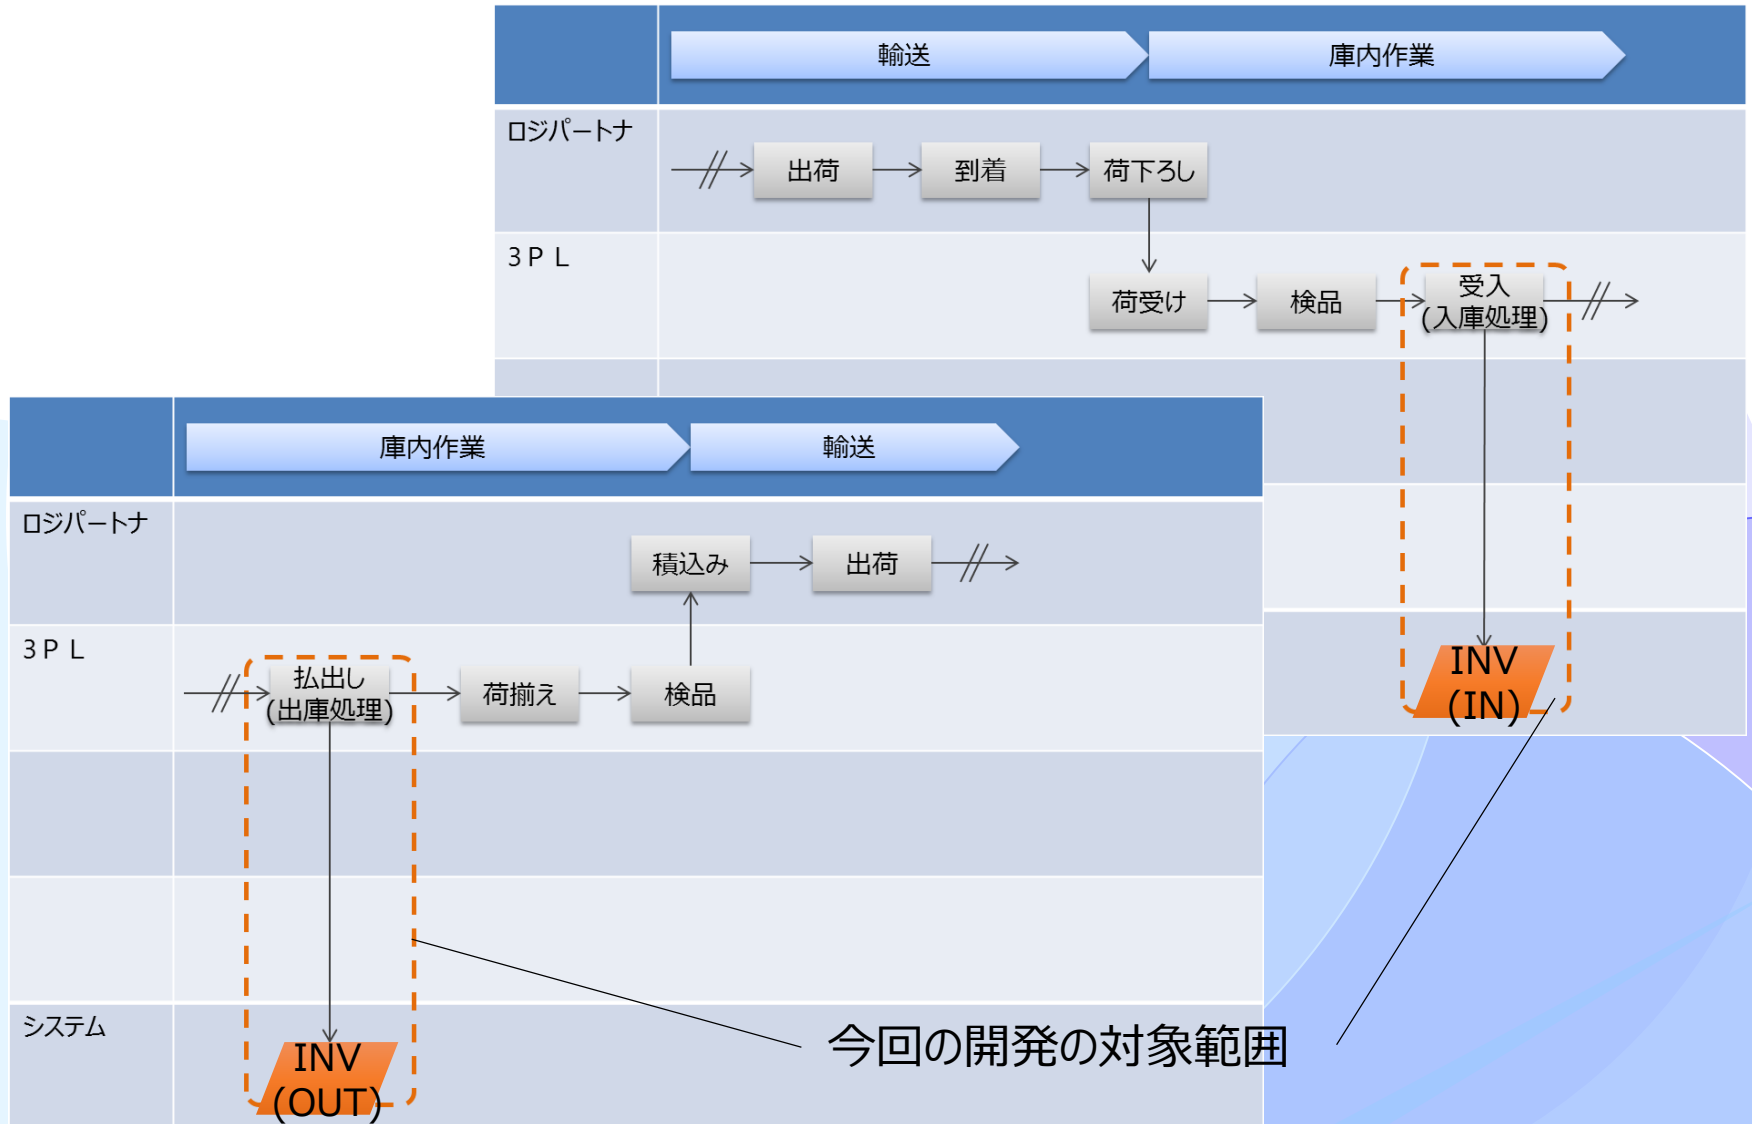 輸送
庫内作業
ロジパートナ
出荷
到着
荷下ろし
3ＰＬ
荷受け
検品
受入
(入庫処理)
INV
(IN)
庫内作業
輸送
ロジパートナ
積込み
出荷
3ＰＬ
払出し
(出庫処理)
荷揃え
検品
システム
INV
(OUT)
今回の開発の対象範囲